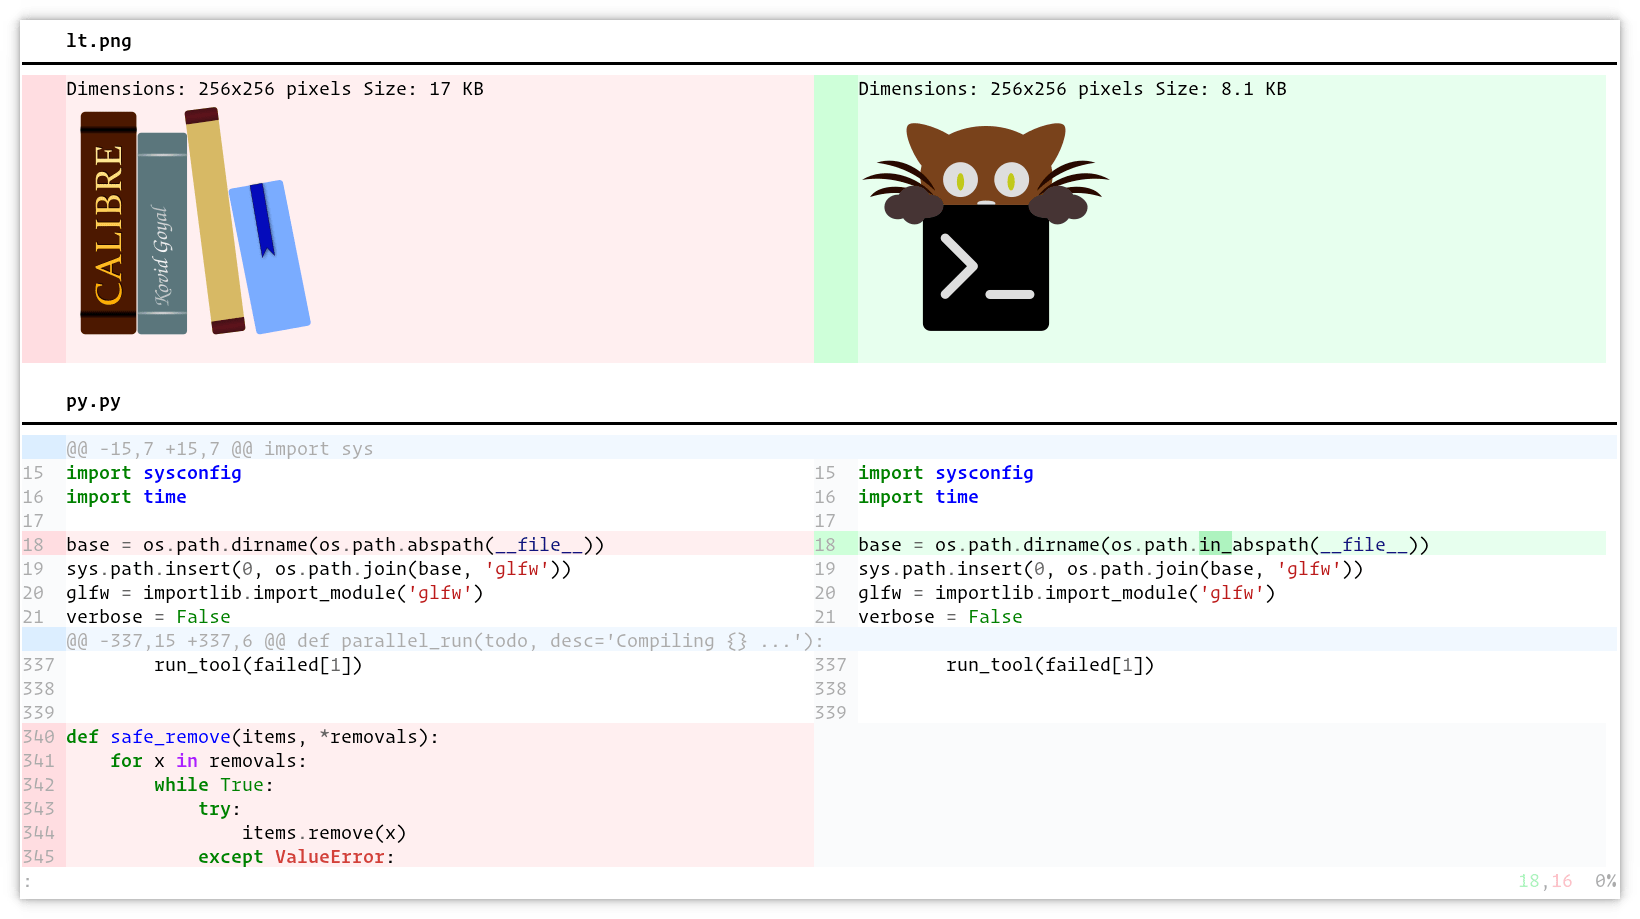 lt.png
Dimensions: 256x256 pixels Size: 17 KB
Dimensions: 256x256 pixels Size: 8.1 KB
CALIBRE
Kovid Goyal
>_
py.py
@@ -15,7 +15,7 @@ import sys
15 import sysconfig
15 import sysconfig
16 import time
16 import time
17
17
18 base = os.path.dirname(os.path.abspath(__file__))
18 base = os.path.dirname(os.path.in_abspath(__file__))
19 sys.path.insert(0, os.path.join(base, 'glfw'))
19 sys.path.insert(0, os.path.join(base, 'glfw'))
20 glfw = importlib.import_module('glfw')
20 glfw = importlib.import_module('glfw')
21 verbose = False
21 verbose = False
@@ -337,15 +337,6 @@ def parallel_run(todo, desc='Compiling {} ...'):
337         run_tool(failed[1])
337         run_tool(failed[1])
338
338
339
339
340 def safe_remove(items, *removals):
341     for x in removals:
342         while True:
343             try:
344                 items.remove(x)
345             except ValueError:
:
18,16  0%